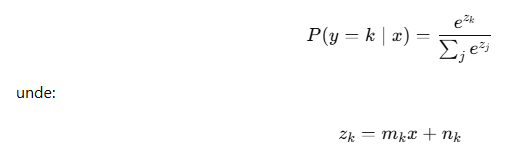 P(y = k | x) = e^{z_k} / ∑_j e^{z_j}
unde:
z_k = m_k x + n_k